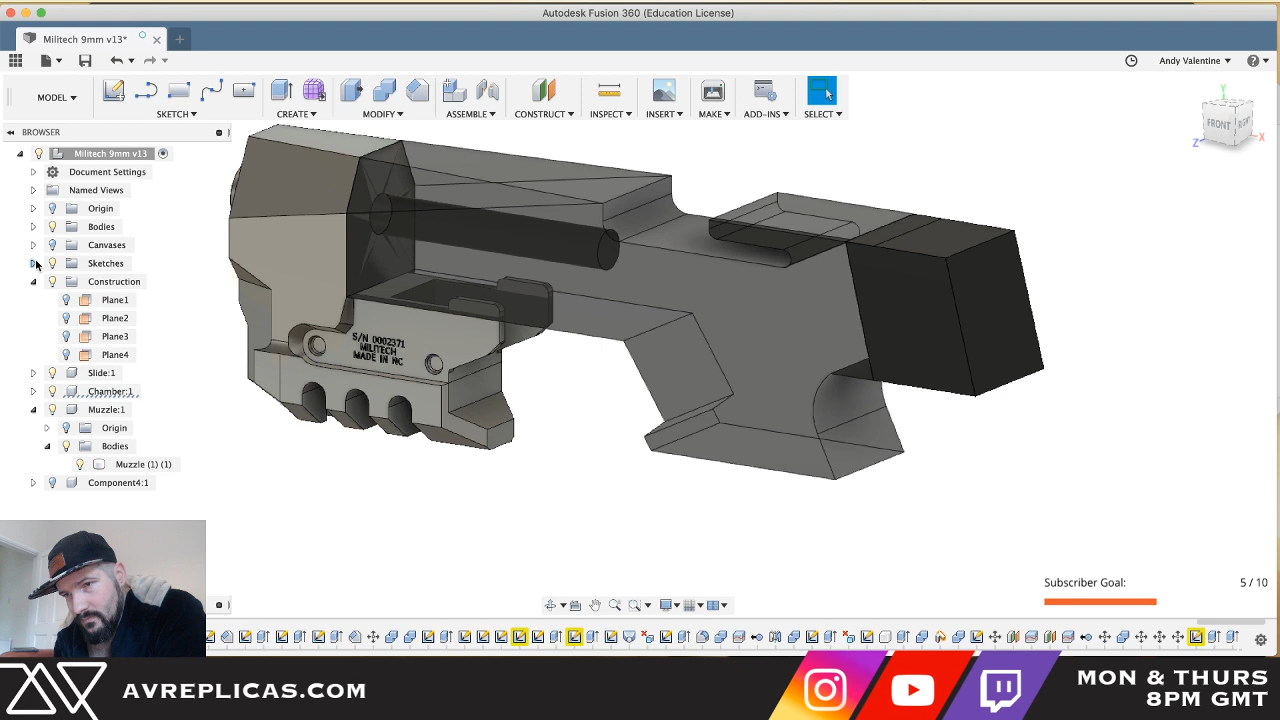 Autodesk Fusion 360 (Education License)
Militech 9mm v13*
Andy Valentine
MODEL
SKETCH
CREATE
MODIFY
ASSEMBLE
CONSTRUCT
INSPECT
INSERT
MAKE
ADD-INS
SELECT
BROWSER
Militech 9mm v13
Document Settings
Named Views
Origin
Bodies
Canvases
Sketches
Construction
Plane1
Plane2
Plane3
Plane4
Slide:1
Chamber:1
Muzzle:1
Origin
Bodies
Muzzle (1) (1)
Component4:1
Y
FRONT
Z
X
S/N 0002371
MILITECH
MADE IN NC
Subscriber Goal: 5 / 10
AVREPLICAS.COM
MON & THURS
8PM GMT